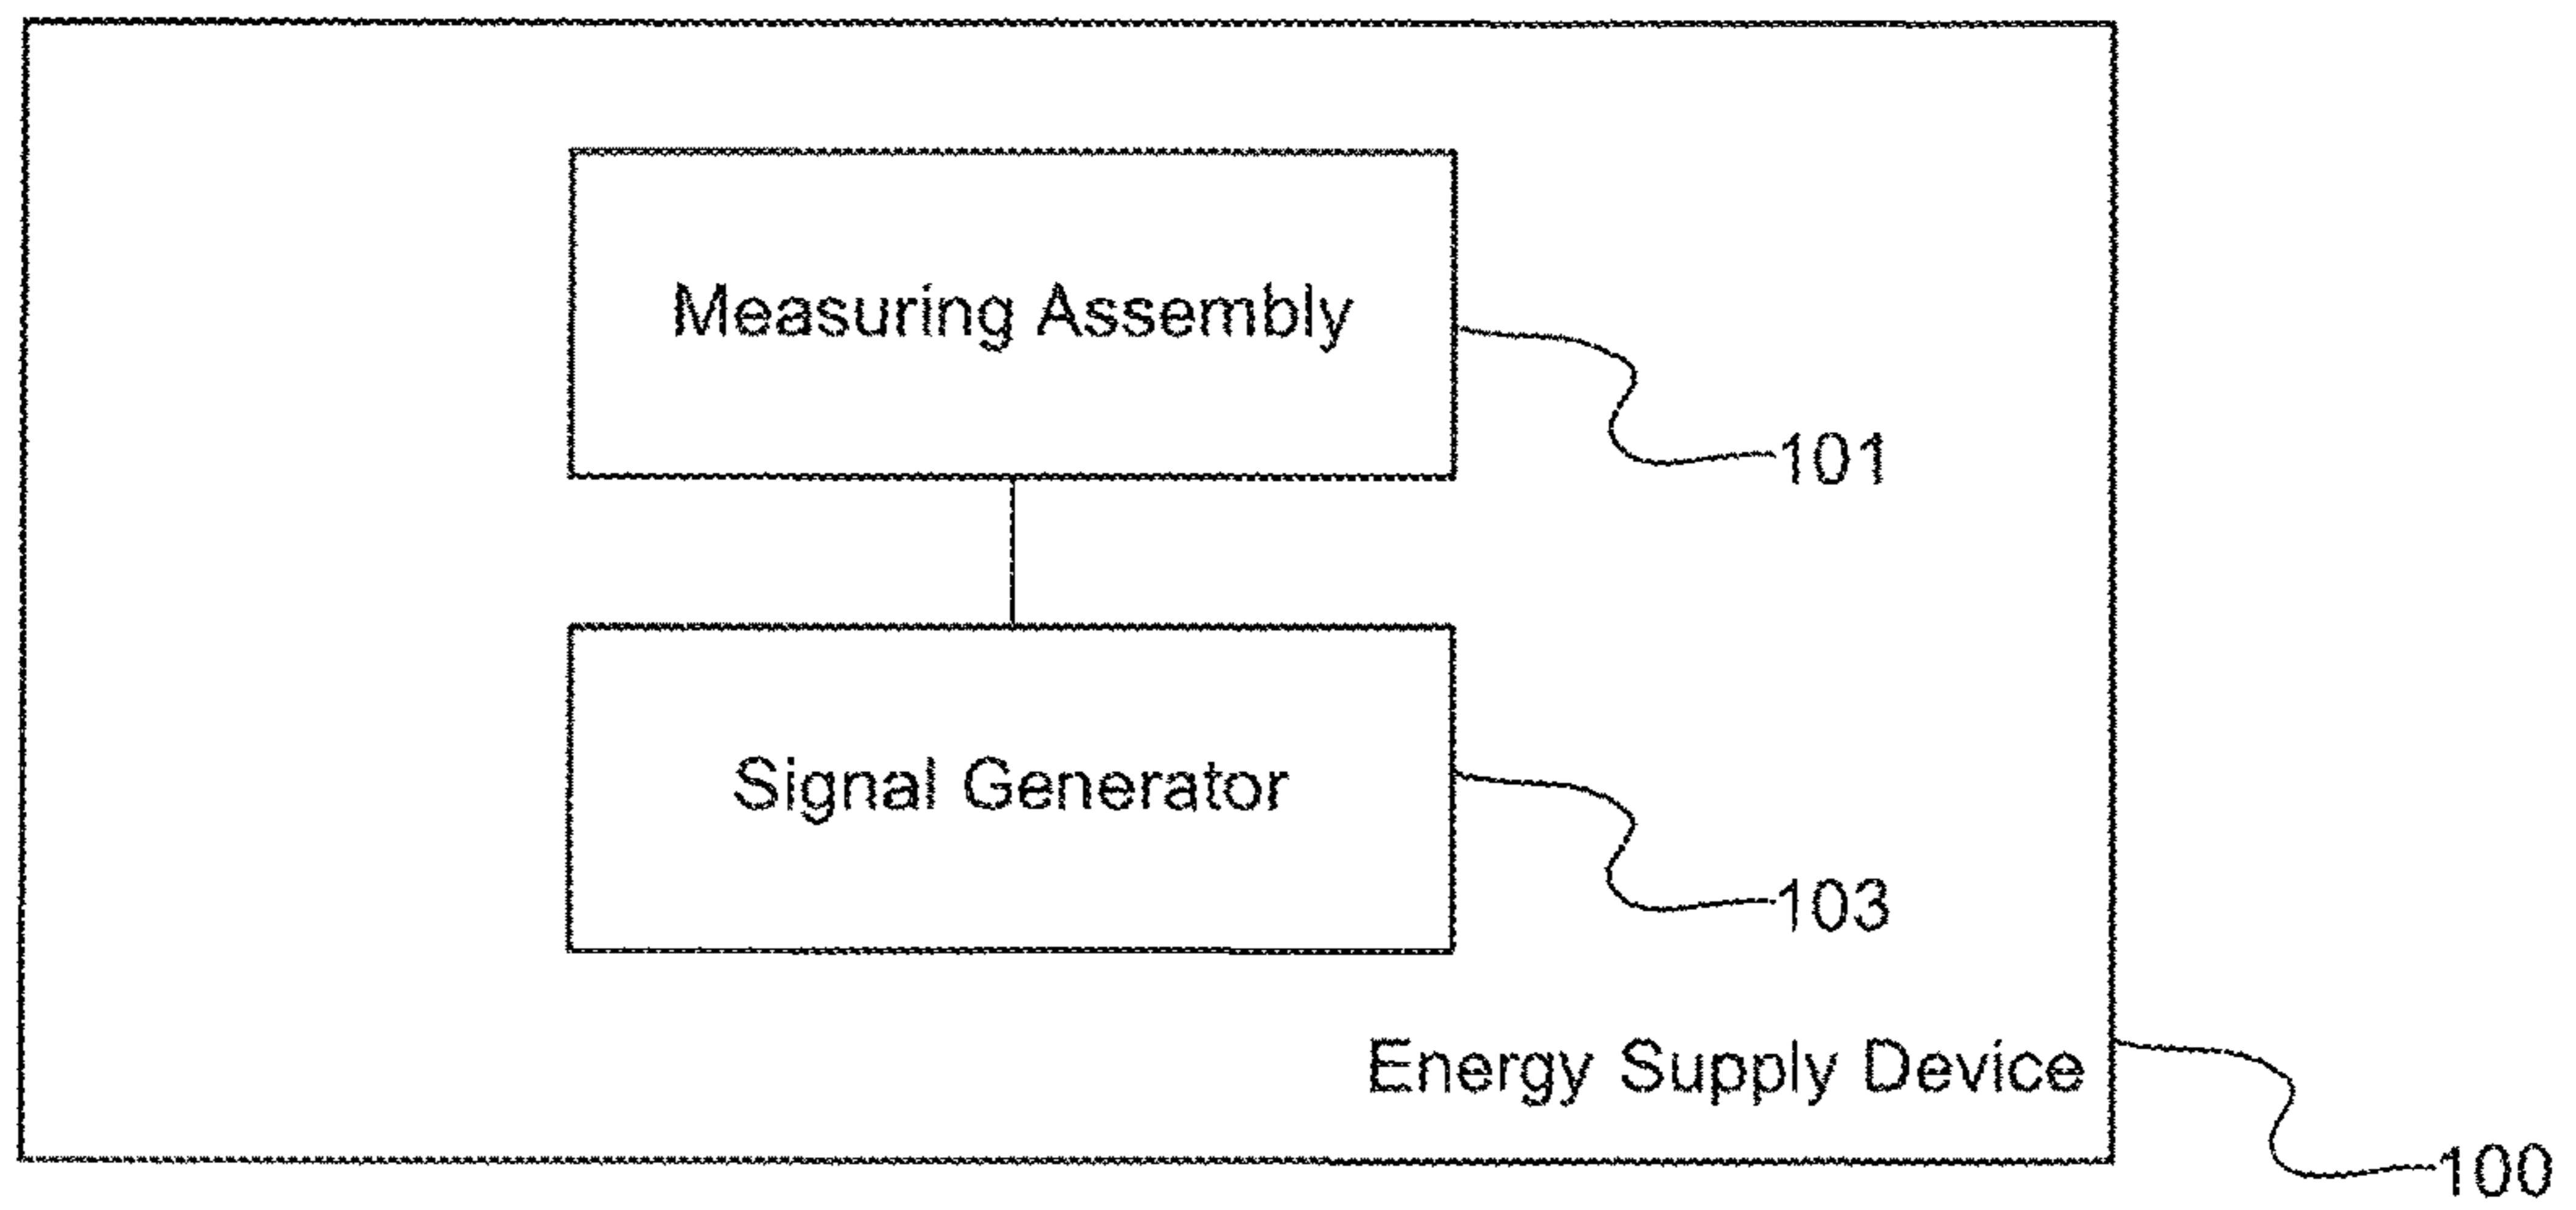 Measuring Assembly
101
Signal Generator
103
Energy Supply Device
100